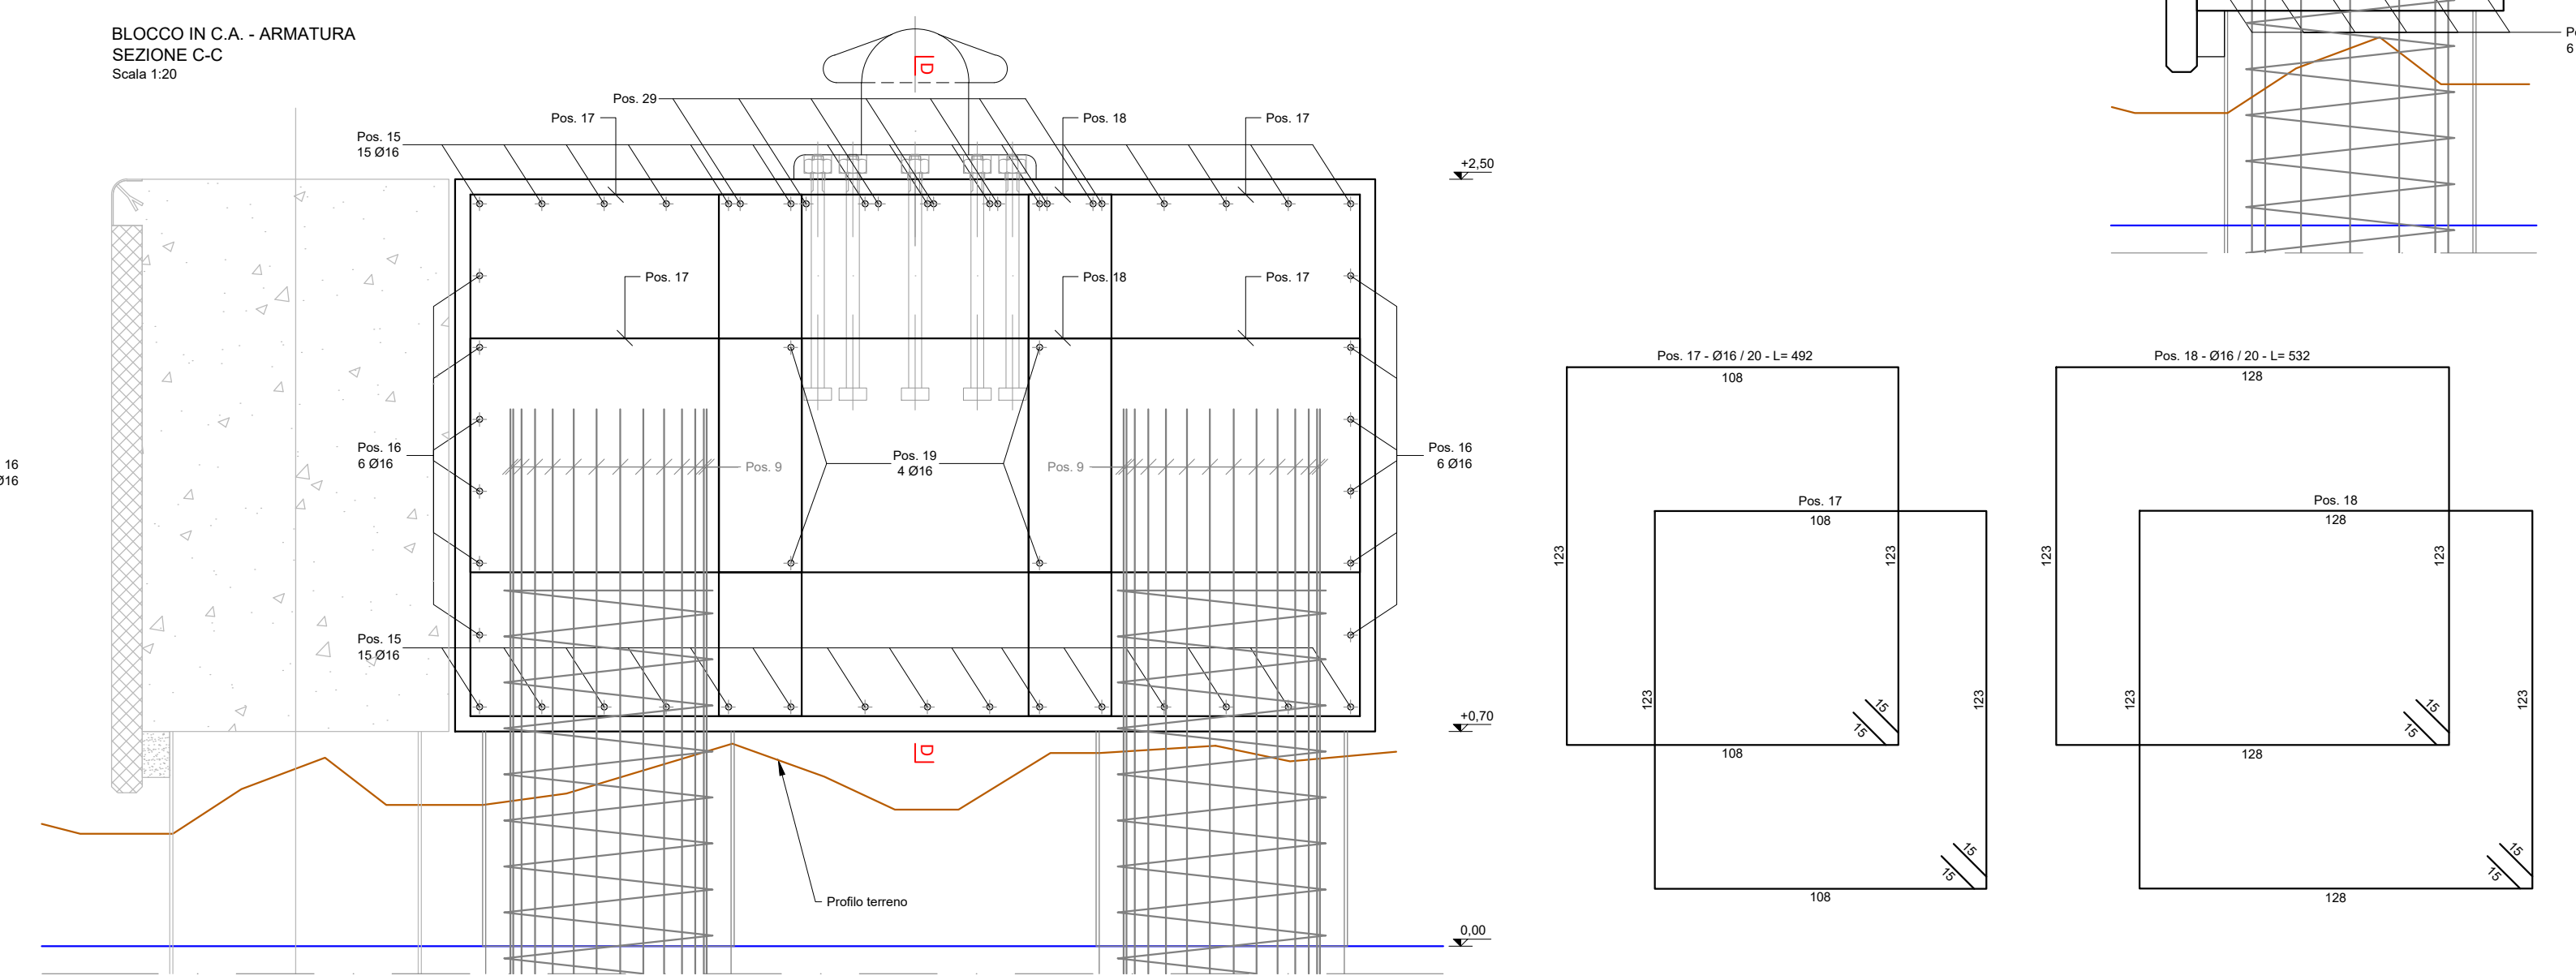 BLOCCO IN C.A. - ARMATURA
SEZIONE C-C
Scala 1:20
D
Pos. 29
Pos. 17
Pos. 18
Pos. 17
Pos. 15
15 Ø16
+2,50
Pos. 17
Pos. 18
Pos. 17
16
Ø16
Pos. 16
6 Ø16
Pos. 9
Pos. 19
4 Ø16
Pos. 9
Pos. 16
6 Ø16
Pos. 15
15 Ø16
+0,70
D
Profilo terreno
0,00
6
Pos. 17 - Ø16 / 20 - L= 492
108
123
123
108
15
15
Pos. 17
108
123
123
108
15
15
Pos. 18 - Ø16 / 20 - L= 532
128
123
123
128
15
15
Pos. 18
128
123
123
128
15
15